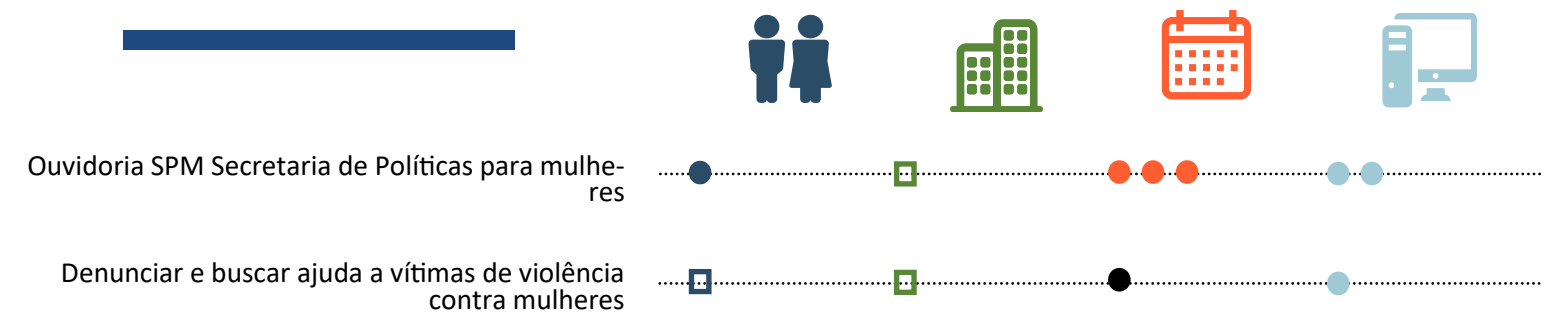 Ouvidoria SPM Secretaria de Políticas para mulhe-
res
Denunciar e buscar ajuda a vítimas de violência
contra mulheres